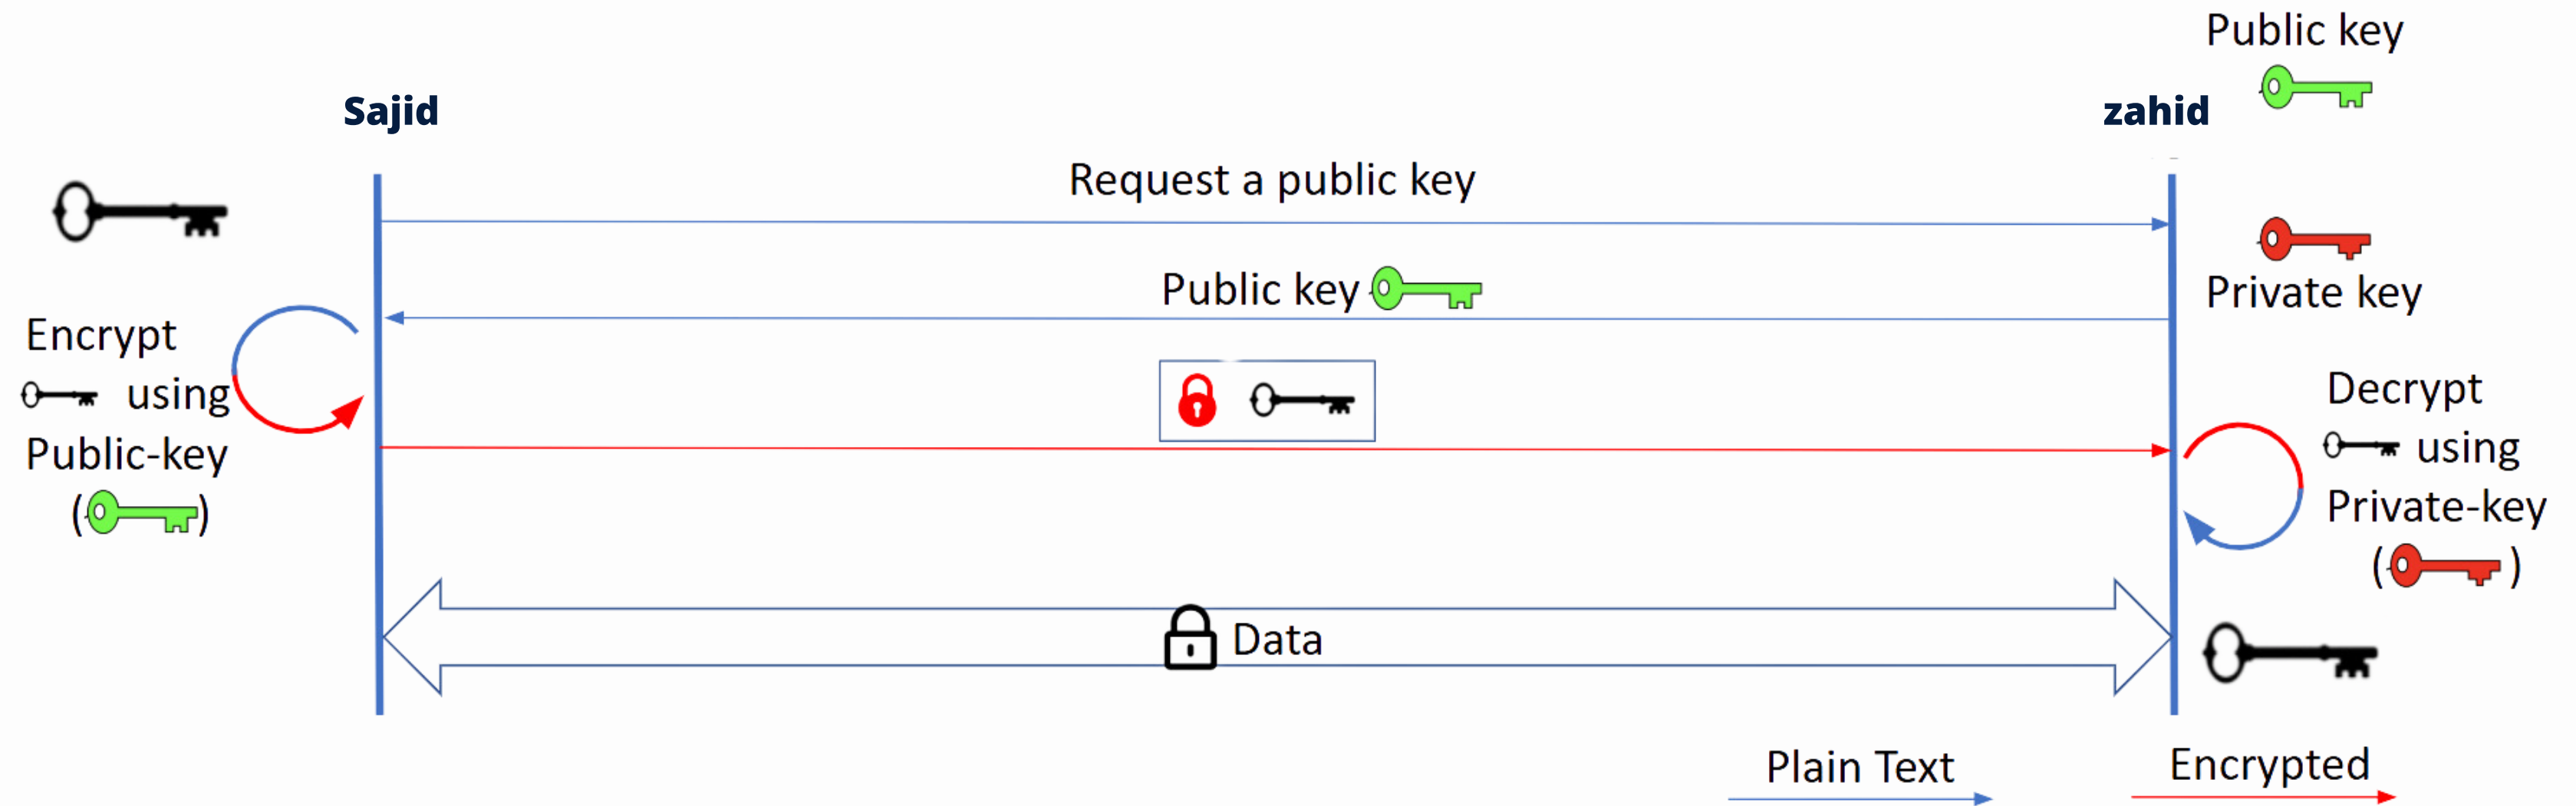 Public key
Sajid
zahid
Request a public key
Public key
Private key
Encrypt
using
Public-key
( )
Decrypt
using
Private-key
( )
Data
Plain Text
Encrypted